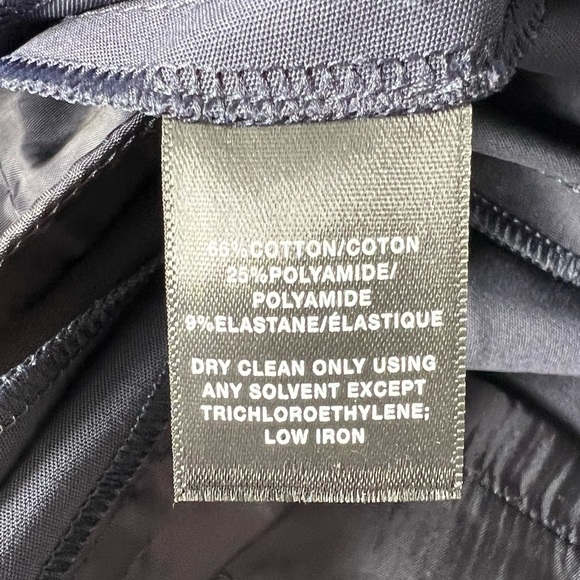 66%COTTON/COTON
25%POLYAMIDE/
POLYAMIDE
9%ELASTANE/ÉLASTIQUE
DRY CLEAN ONLY USING
ANY SOLVENT EXCEPT
TRICHLOROETHYLENE;
LOW IRON